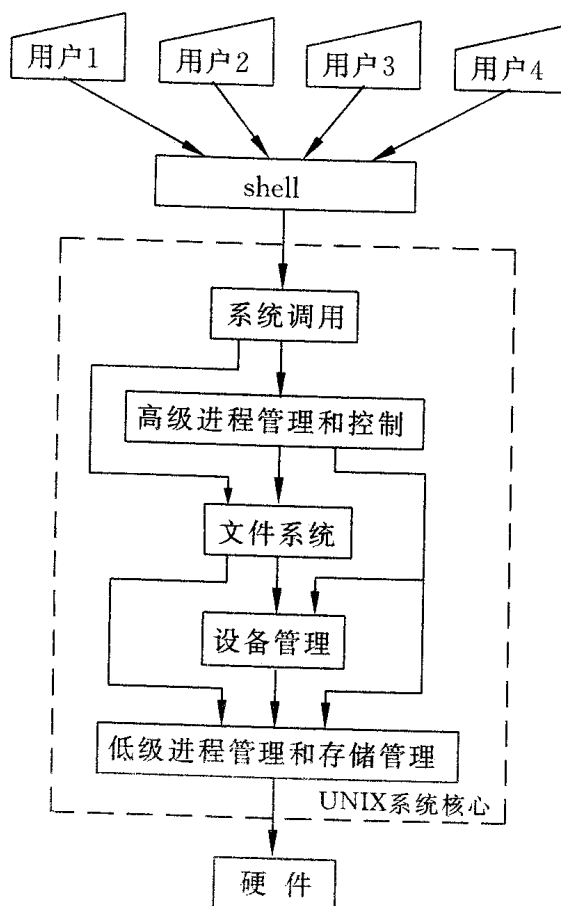 用户1
用户2
用户3
用户4
shell
系统调用
高级进程管理和控制
文件系统
设备管理
低级进程管理和存储管理
UNIX系统核心
硬 件